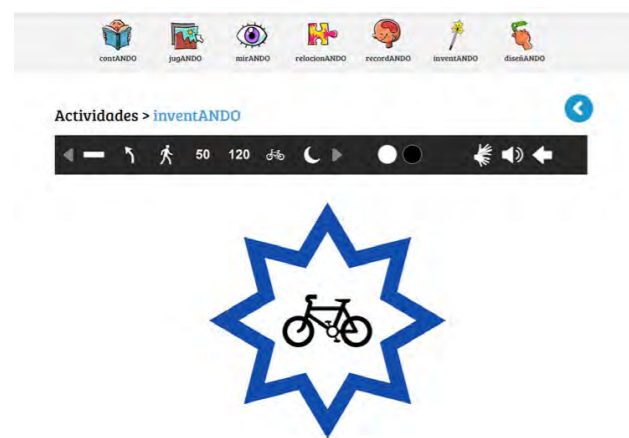 contANDO jugANDO mirANDO relacionANDO recordANDO inventANDO diseñANDO
Actividades > inventANDO
50 120